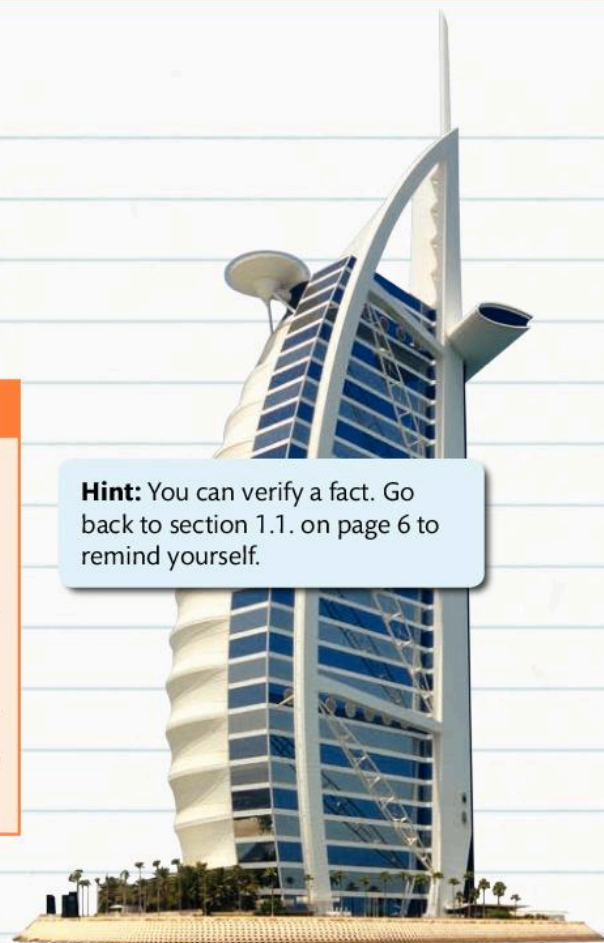 Hint: You can verify a fact. Go
back to section 1.1. on page 6 to
remind yourself.